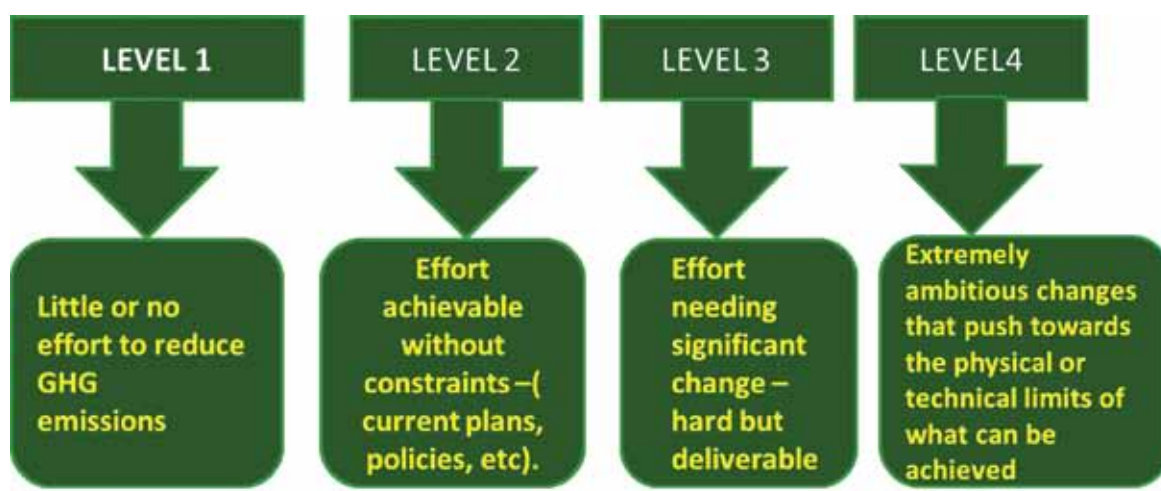 LEVEL 1
Little or no
effort to reduce
GHG
emissions
LEVEL 2
Effort
achievable
without
constraints –(
current plans,
policies, etc).
LEVEL 3
Effort
needing
significant
change –
hard but
deliverable
LEVEL4
Extremely
ambitious changes
that push towards
the physical or
technical limits of
what can be
achieved